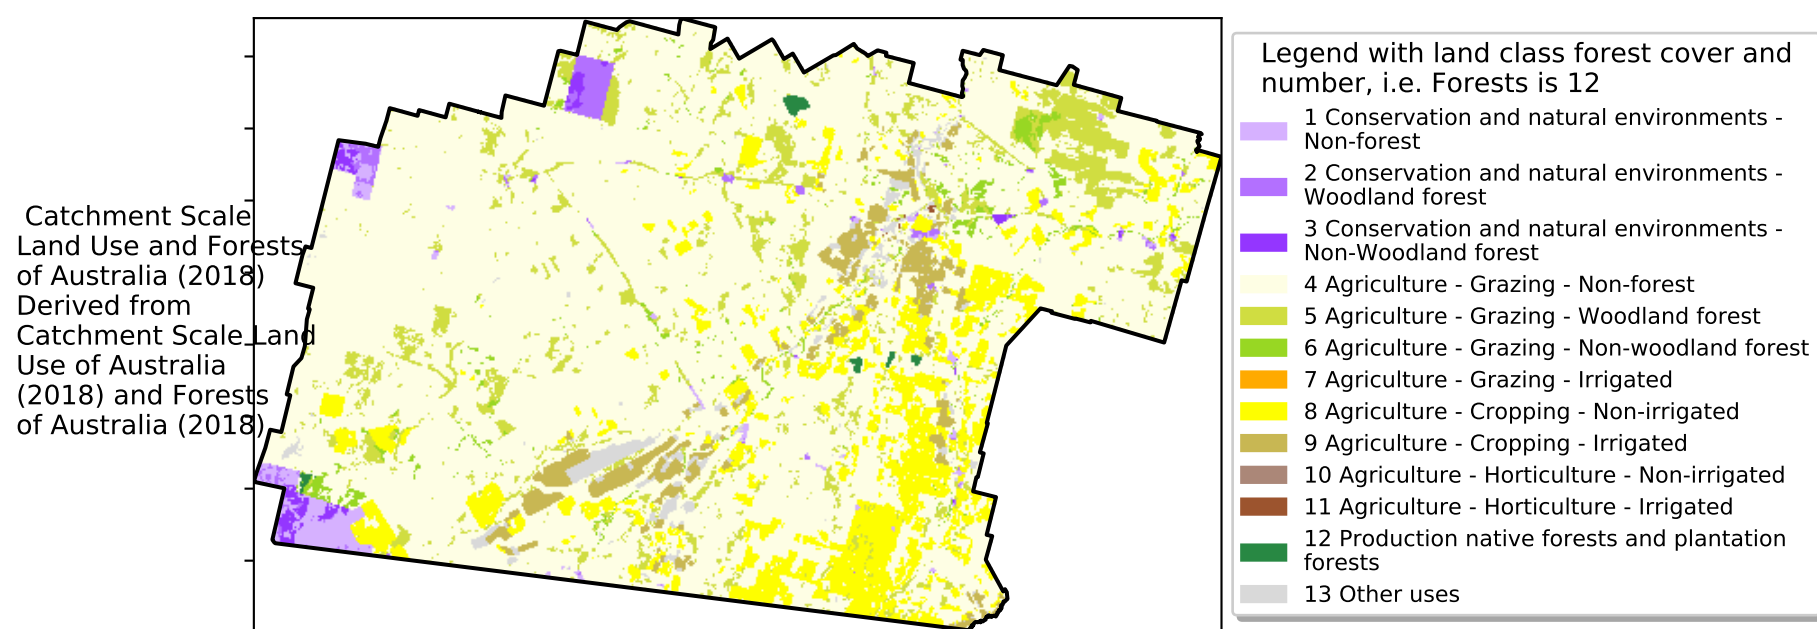 Catchment Scale
Land Use and Forests
of Australia (2018)
Derived from
Catchment Scale Land
Use of Australia
(2018) and Forests
of Australia (2018)
Legend with land class forest cover and
number, i.e. Forests is 12
1 Conservation and natural environments -
Non-forest
2 Conservation and natural environments -
Woodland forest
3 Conservation and natural environments -
Non-Woodland forest
4 Agriculture - Grazing - Non-forest
5 Agriculture - Grazing - Woodland forest
6 Agriculture - Grazing - Non-woodland forest
7 Agriculture - Grazing - Irrigated
8 Agriculture - Cropping - Non-irrigated
9 Agriculture - Cropping - Irrigated
10 Agriculture - Horticulture - Non-irrigated
11 Agriculture - Horticulture - Irrigated
12 Production native forests and plantation
forests
13 Other uses